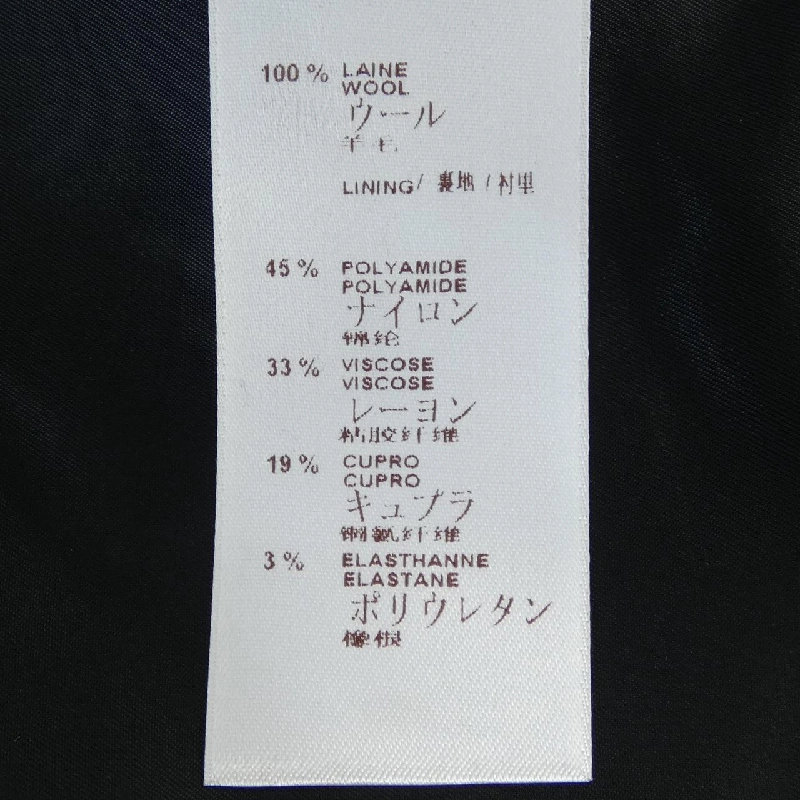 100 % LAINE
WOOL
ウール
羊毛
LINING / 裏地 / 衬里
45 % POLYAMIDE
POLYAMIDE
ナイロン
锦纶
33 % VISCOSE
VISCOSE
レーヨン
粘胶纤维
19 % CUPRO
CUPRO
キュプラ
铜氨纤维
3 % ELASTHANNE
ELASTANE
ポリウレタン